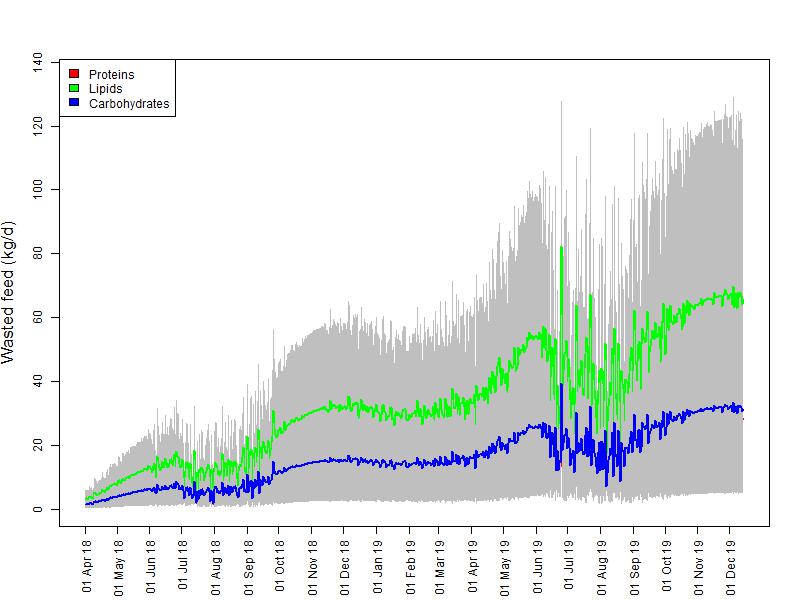 Proteins
Lipids
Carbohydrates
Wasted feed (kg/d)
140
120
100
80
60
40
20
0
01 Apr 18
01 May 18
01 Jun 18
01 Jul 18
01 Aug 18
01 Sep 18
01 Oct 18
01 Nov 18
01 Dec 18
01 Jan 19
01 Feb 19
01 Mar 19
01 Apr 19
01 May 19
01 Jun 19
01 Jul 19
01 Aug 19
01 Sep 19
01 Oct 19
01 Nov 19
01 Dec 19